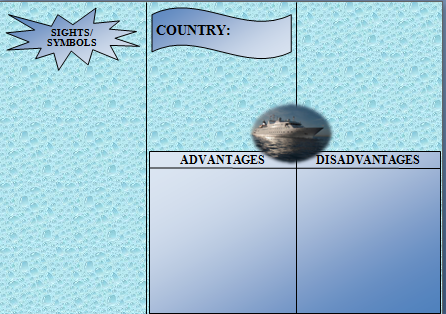 SIGHTS/
SYMBOLS
COUNTRY:
ADVANTAGES
DISADVANTAGES